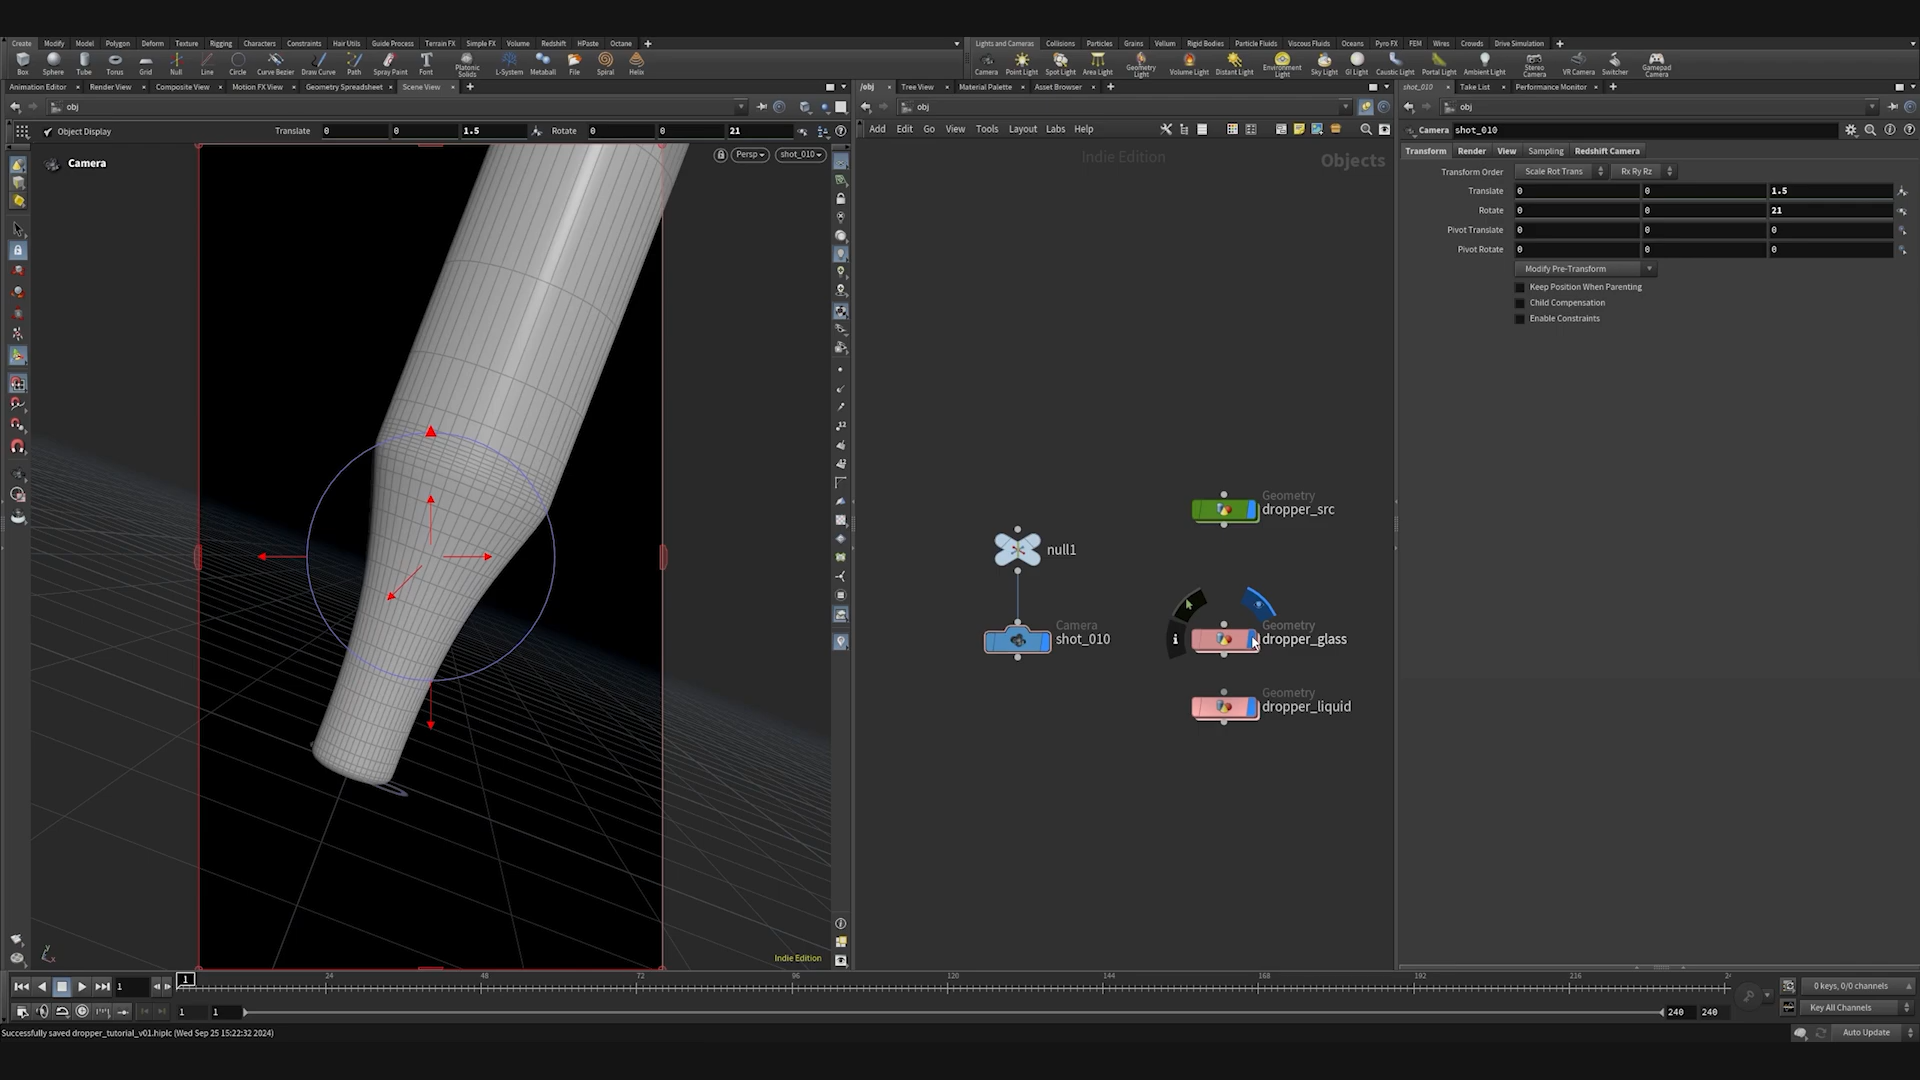 Create Modify Model Polygon Deform Texture Rigging Characters Constraints Hair Utils Guide Process Terrain FX Simple FX Volume Redshift HPaste Octane
Lights and Cameras Collisions Particles Grains Vellum Rigid Bodies Particle Fluids Viscous Fluids Oceans Pyro FX FEM Wires Crowds Drive Simulation
Box Sphere Tube Torus Grid Null Line Circle Curve Bezier Draw Curve Path Spray Paint Font Platonic Solids L-System Metaball File Spiral Helix
Camera Point Light Spot Light Area Light Geometry Light Volume Light Distant Light Environment Light Sky Light GI Light Caustic Light Portal Light Ambient Light Stereo Camera VR Camera Switcher Gamepad Camera
Animation Editor Render View Composite View Motion FX View Geometry Spreadsheet Scene View
/obj Tree View Material Palette Asset Browser
shot_010 Take List Performance Monitor
obj
obj
obj
Object Display Translate 0 0 1.5 Rotate 0 0 21
Add Edit Go View Tools Layout Labs Help
Camera shot_010
Camera
Persp shot_010
Indie Edition
Objects
Transform Render View Sampling Redshift Camera
Transform Order Scale Rot Trans Rx Ry Rz
Translate 0 0 1.5
Rotate 0 0 21
Pivot Translate 0 0 0
Pivot Rotate 0 0 0
Modify Pre-Transform
Keep Position When Parenting
Child Compensation
Enable Constraints
Geometry
dropper_src
null1
Camera
shot_010
Geometry
dropper_glass
Geometry
dropper_liquid
Indie Edition
1 1 24 48 72 96 120 144 168 192 216
0 keys, 0/0 channels
1 1 240 240
Key All Channels
Successfully saved dropper_tutorial_v01.hiplc (Wed Sep 25 15:22:32 2024)
Auto Update